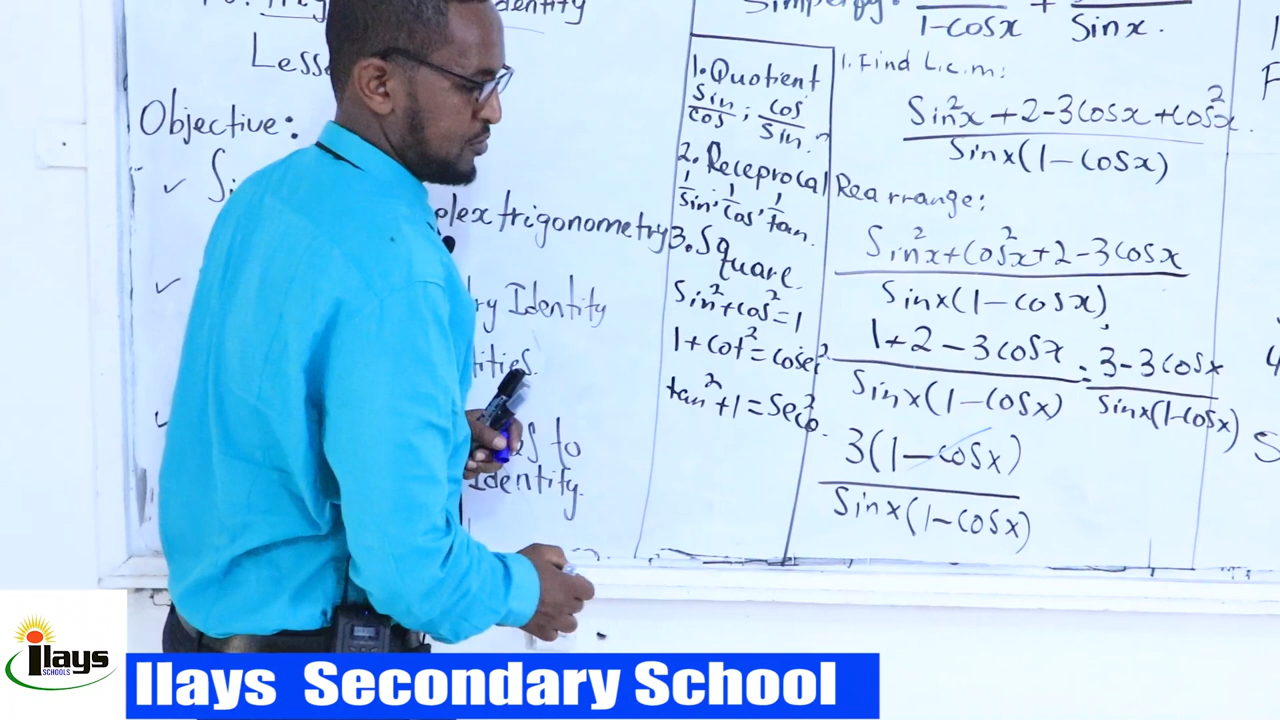 dentity
Lesso
Objective:
plex trigonometry
ry Identity
tities.
to
Identity.
1. Quotient
Sin/cos ; cos/Sin.
2. Receprocal
1/Sin, 1/cos, 1/tan.
3. Square
Sin²+cos²=1
1+cot²=cosec²
tan²+1=Sec²
Simplify: /1-cosx + /Sinx.
1. Find L.c.m:
Sin²x+2-3cosx+cos²x
Sinx(1-cosx)
Rearrange:
Sin²x+cos²x+2-3cosx
Sinx(1-cosx)
1+2-3cosx
Sinx(1-cosx)
= 3-3cosx
Sinx(1-cosx)
3(1-cosx)
Sinx(1-cosx)
ilays
SCHOOLS
Ilays Secondary School